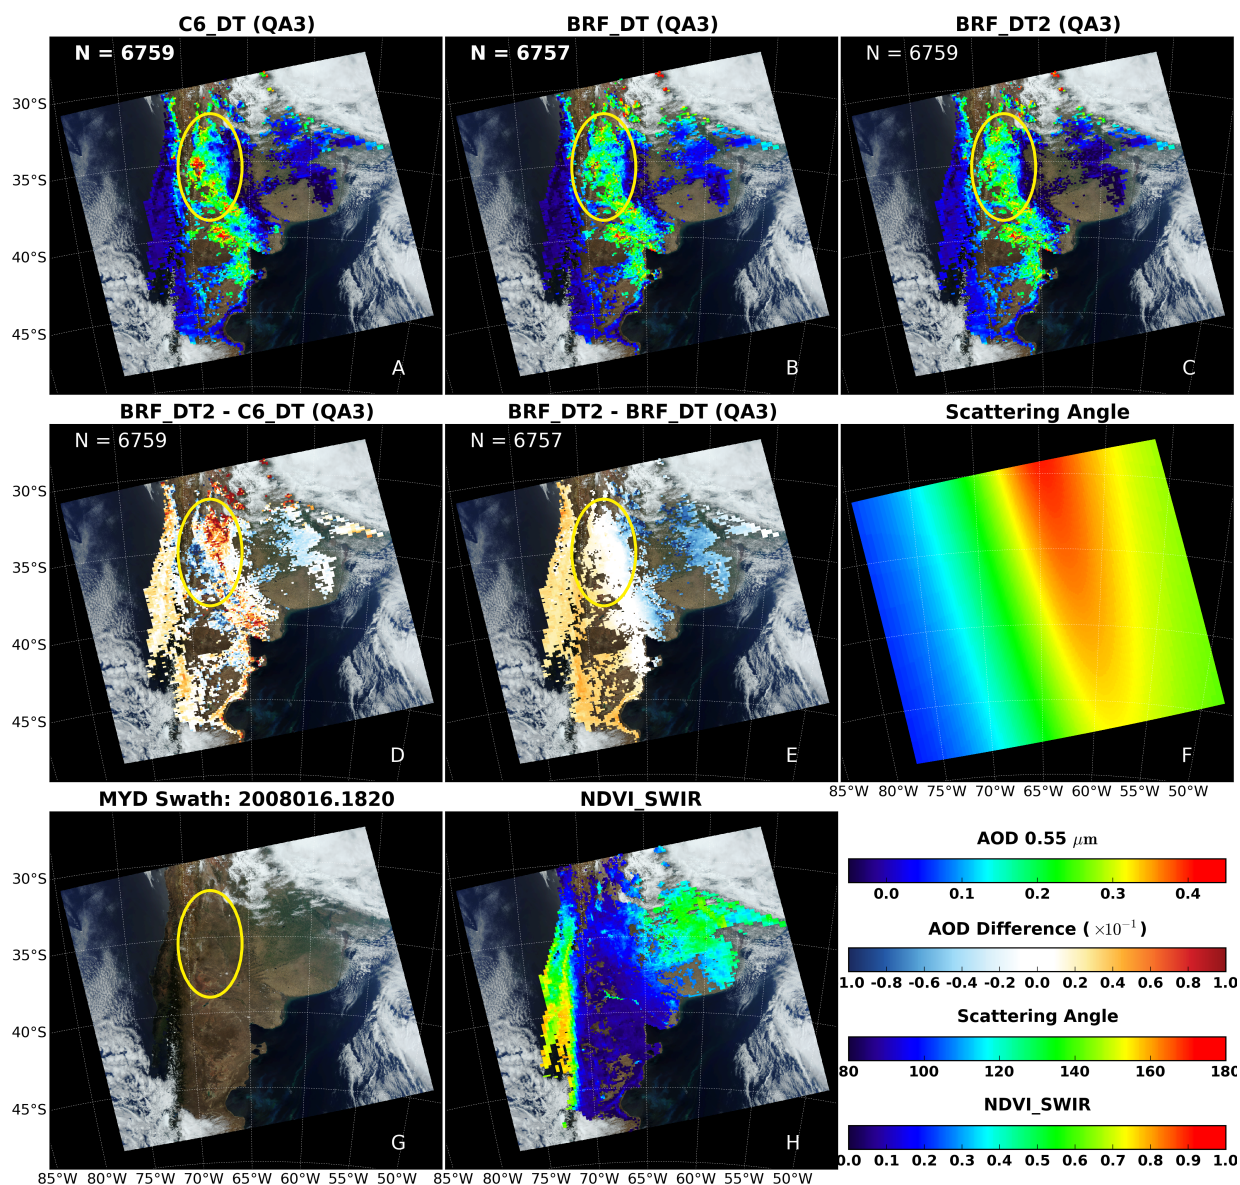 C6_DT (QA3)
BRF_DT (QA3)
BRF_DT2 (QA3)
N = 6759
N = 6757
N = 6759
30°S
35°S
40°S
45°S
A
B
C
BRF_DT2 - C6_DT (QA3)
BRF_DT2 - BRF_DT (QA3)
Scattering Angle
N = 6759
N = 6757
30°S
35°S
40°S
45°S
D
E
F
85°W 80°W 75°W 70°W 65°W 60°W 55°W 50°W
MYD Swath: 2008016.1820
NDVI_SWIR
30°S
35°S
40°S
45°S
G
H
85°W 80°W 75°W 70°W 65°W 60°W 55°W 50°W
85°W 80°W 75°W 70°W 65°W 60°W 55°W 50°W
AOD 0.55 μm
0.0 0.1 0.2 0.3 0.4
AOD Difference ( ×10⁻¹)
1.0 -0.8 -0.6 -0.4 -0.2 0.0 0.2 0.4 0.6 0.8 1.0
Scattering Angle
80 100 120 140 160 180
NDVI_SWIR
0.0 0.1 0.2 0.3 0.4 0.5 0.6 0.7 0.8 0.9 1.0